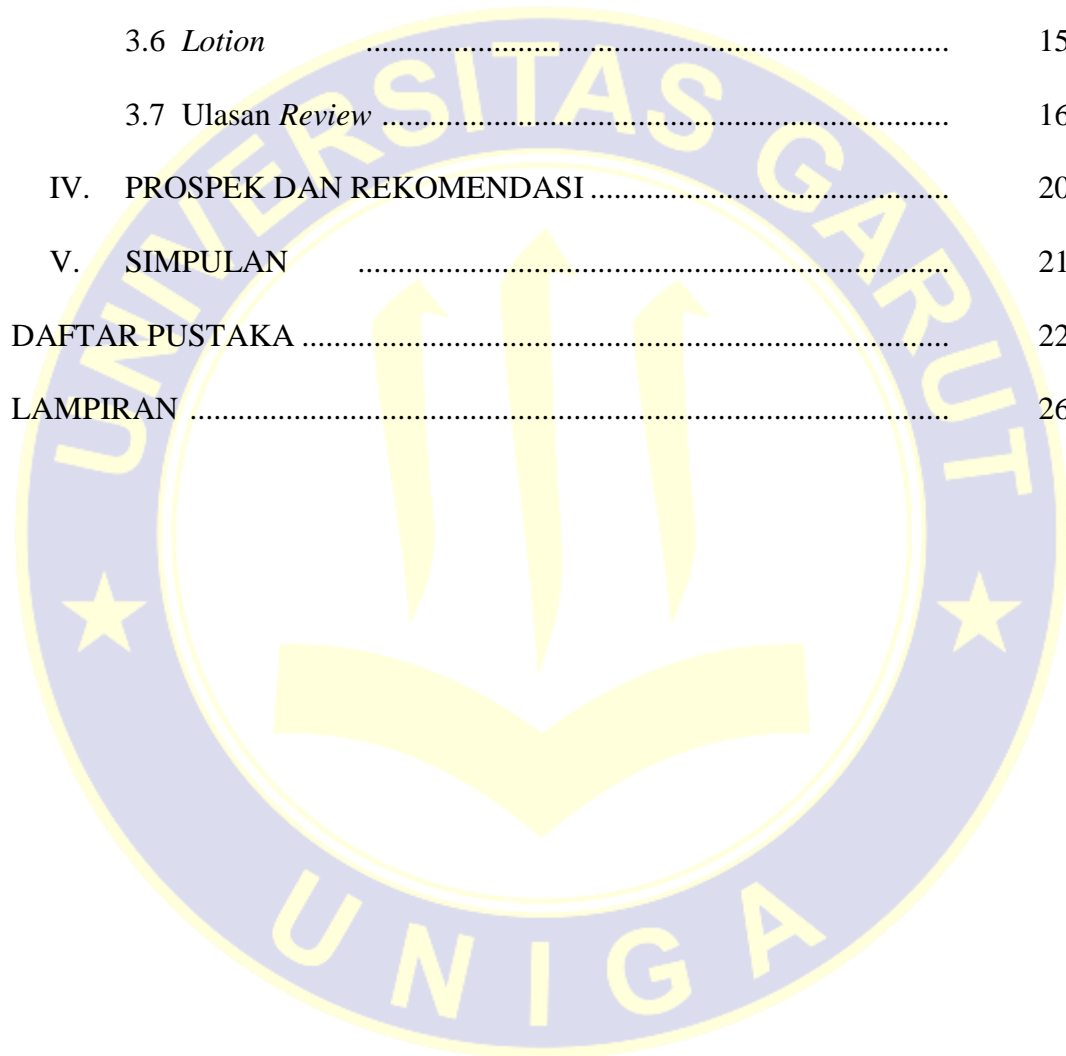 3.6 Lotion ........................................................................ 15
3.7 Ulasan Review ...................................................................... 16
IV. PROSPEK DAN REKOMENDASI ............................................ 20
V. SIMPULAN ......................................................................... 21
DAFTAR PUSTAKA ................................................................................ 22
LAMPIRAN .............................................................................................. 26
UNIVERSITAS GARUT
UNIGA